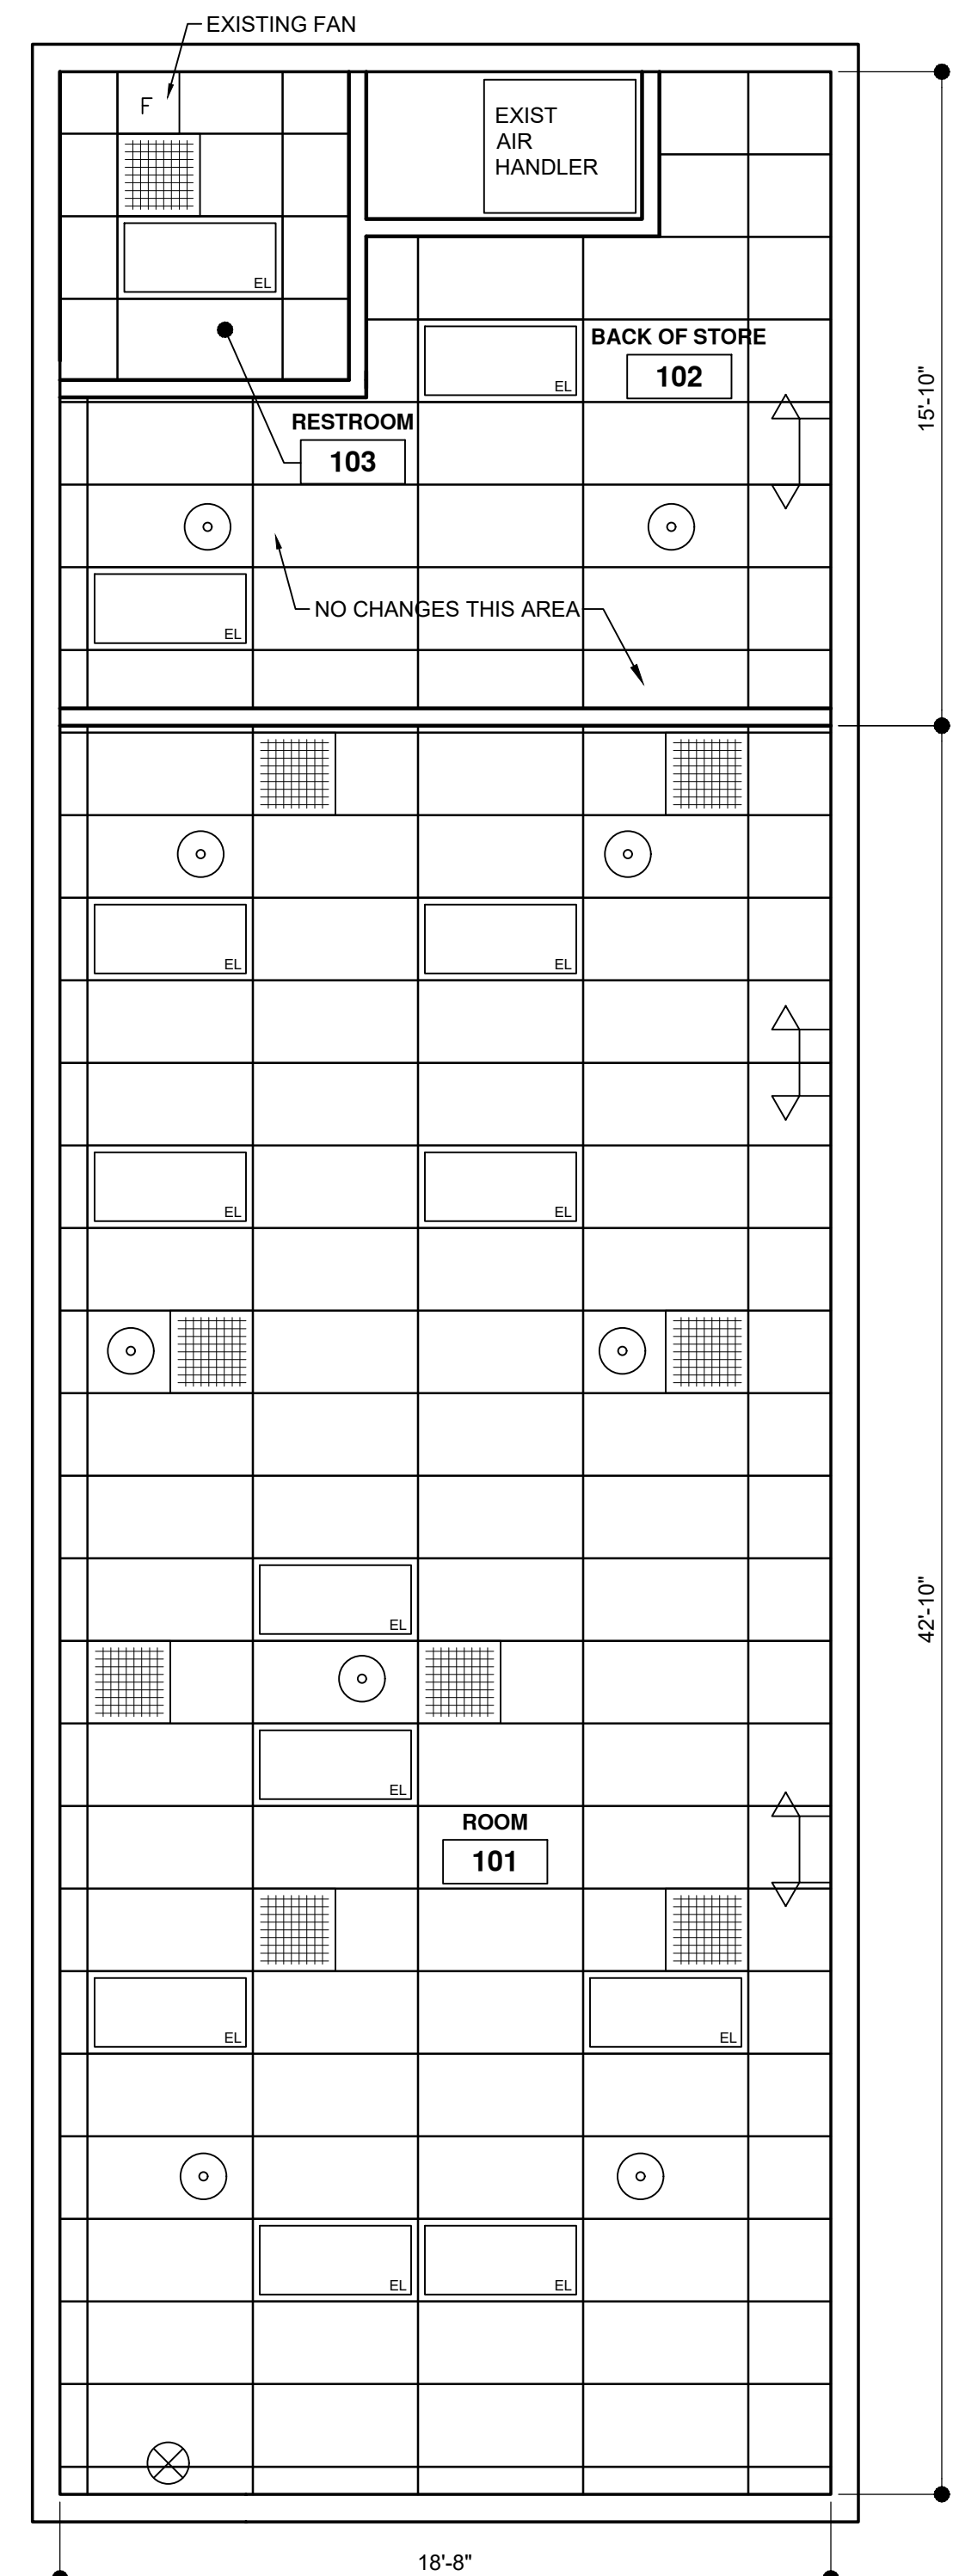 EXISTING FAN
F
EXIST
AIR
HANDLER
EL
BACK OF STORE
102
EL
15'-10"
RESTROOM
103
NO CHANGES THIS AREA
EL
EL
EL
EL
EL
EL
42'-10"
EL
ROOM
101
EL
EL
EL
EL
18'-8"